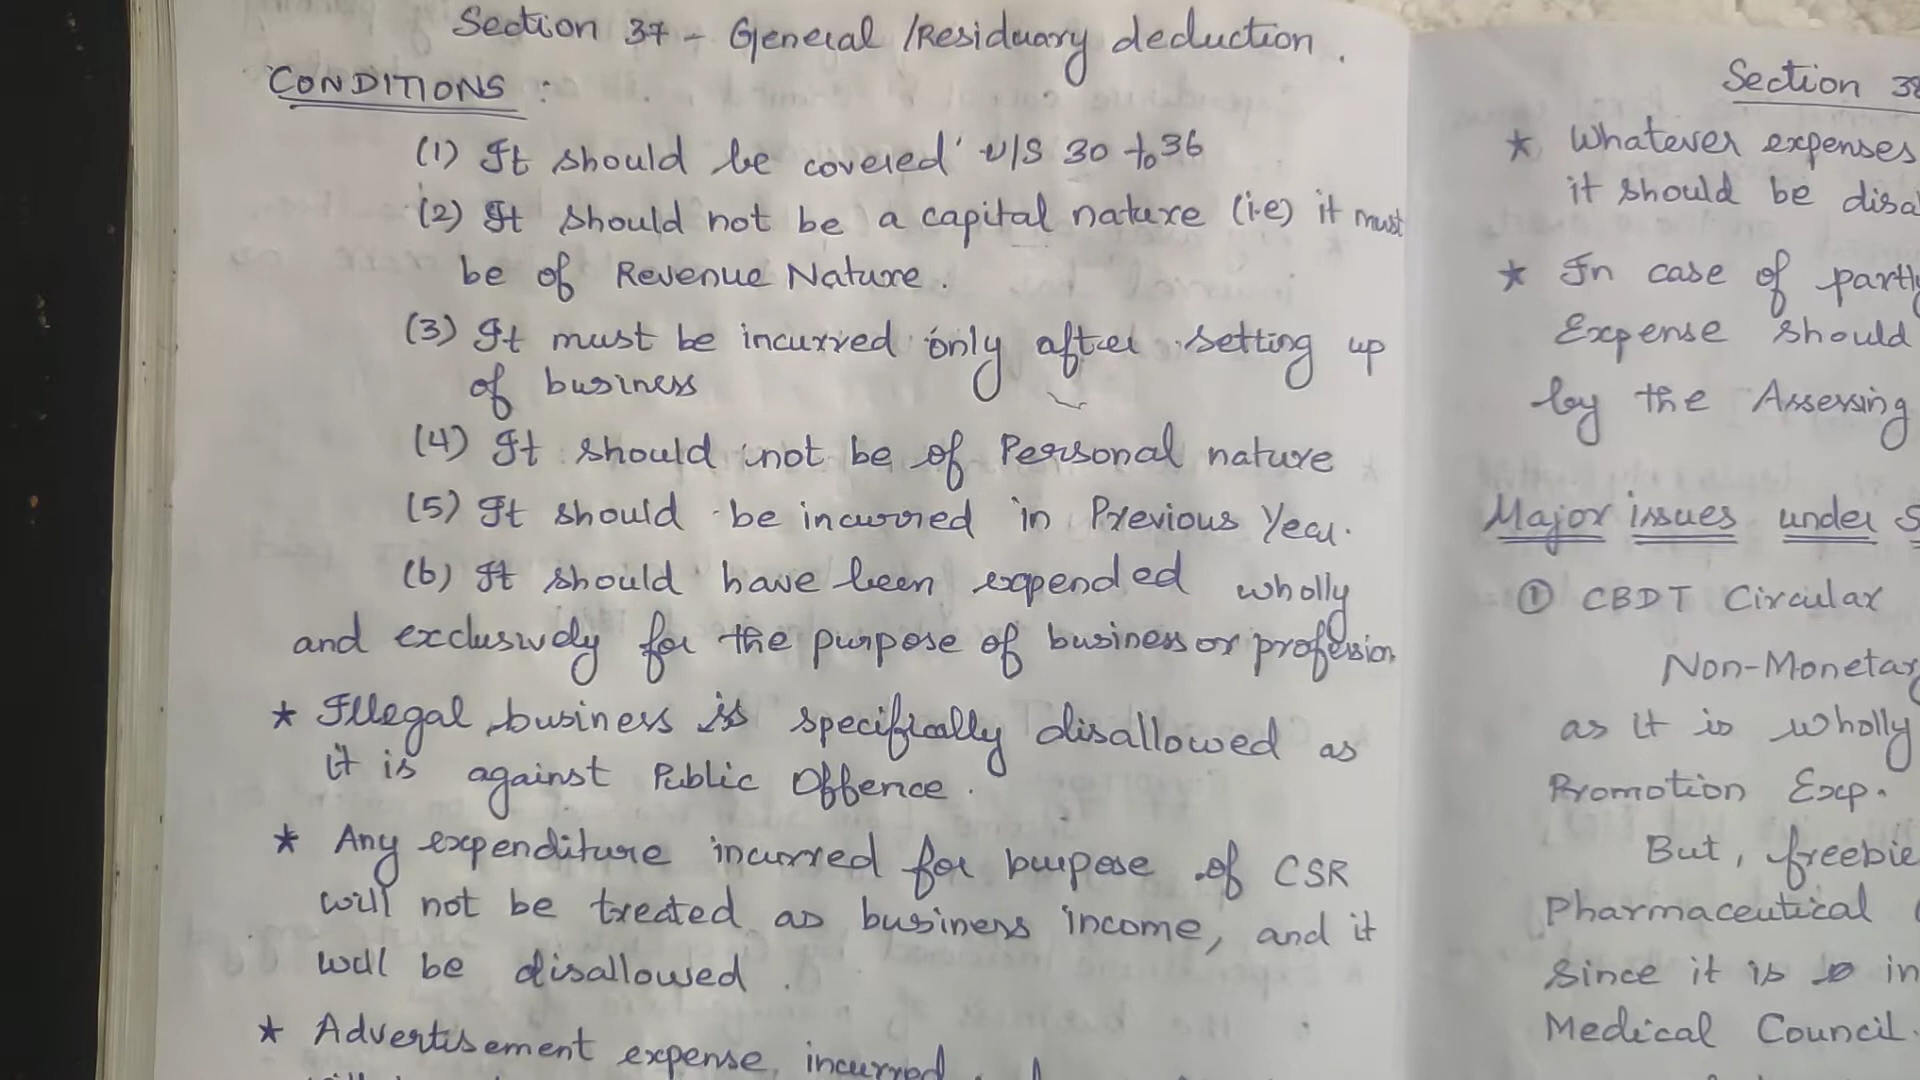 Section 37 - General / Residuary deduction.
CONDITIONS :
(1) It should be covered u/s 30 to 36
(2) It should not be a capital nature (i.e) it must
be of Revenue Nature.
(3) It must be incurred only after setting up
of business
(4) It should not be of Personal nature
(5) It should be incurred in Previous Year.
(6) It should have been expended wholly
and exclusively for the purpose of business or profession
★ Illegal business is specifically disallowed as
it is against Public Offence.
★ Any expenditure incurred for burpose of CSR
will not be treated as business income, and it
will be disallowed.
★ Advertisement expense incurred
Section 38
★ Whatever expenses
it should be disa
★ In case of partly
Expense should
by the Assessing
Major issues under S
① CBDT Circular
Non-Monetary
as it is wholly
Promotion Exp.
But, freebie
Pharmaceutical
Since it is in
Medical Council.